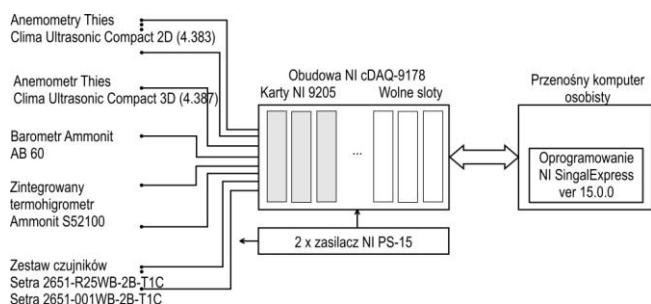 Anemometry Thies
Clima Ultrasonic Compact 2D (4.383)
Anemometr Thies
Clima Ultrasonic Compact 3D (4.387)
Barometr Ammonit
AB 60
Zintegrowany
termohigrometr
Ammonit S52100
Zestaw czujników
Setra 2651-R25WB-2B-T1C
Setra 2651-001WB-2B-T1C
Obudowa NI cDAQ-9178
Karty NI 9205
Wolne sloty
...
2 x zasilacz NI PS-15
Przenośny komputer
osobisty
Oprogramowanie
NI SingalExpress
ver 15.0.0